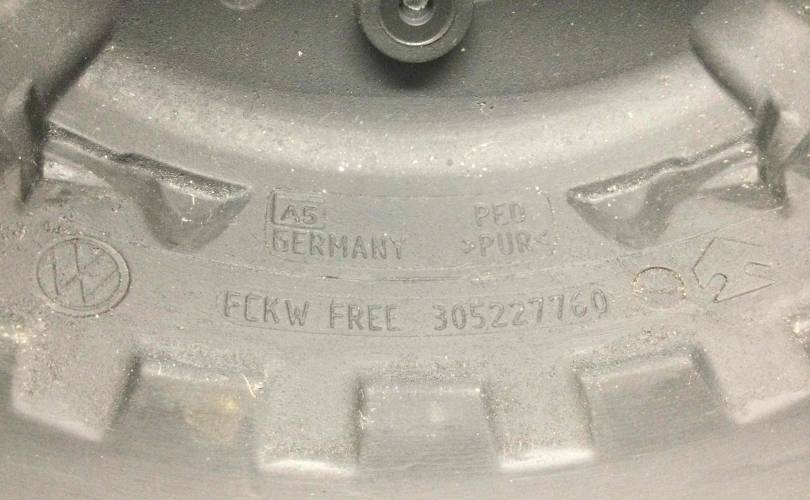 A5 PED
GERMANY >PUR<
FCKW FREE 305227760